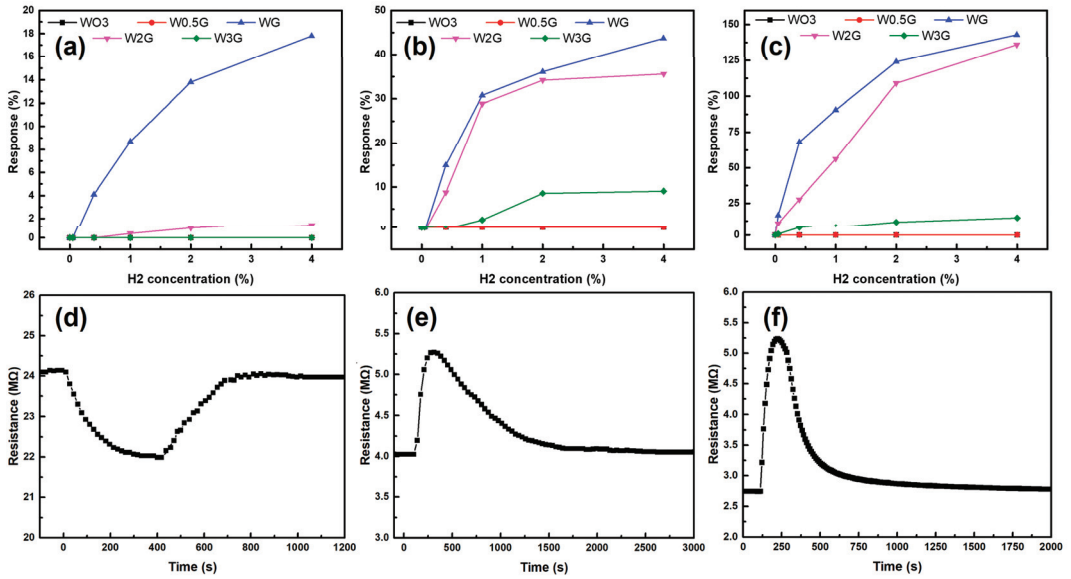 WO3 W0.5G WG
W2G W3G
(a)
Response (%)
20
18
16
14
12
10
8
6
4
2
0
0 1 2 3 4
H2 concentration (%)
WO3 W0.5G WG
W2G W3G
(b)
Response (%)
50
40
30
20
10
0
0 1 2 3 4
H2 concentration (%)
WO3 W0.5G WG
W2G W3G
(c)
Response (%)
150
125
100
75
50
25
0
0 1 2 3 4
H2 concentration (%)
(d)
Resistance (MΩ)
26
25
24
23
22
21
20
0 200 400 600 800 1000 1200
Time (s)
(e)
Resistance (MΩ)
6.0
5.5
5.0
4.5
4.0
3.5
3.0
0 500 1000 1500 2000 2500 3000
Time (s)
(f)
Resistance (MΩ)
6.0
5.5
5.0
4.5
4.0
3.5
3.0
2.5
2.0
0 250 500 750 1000 1250 1500 1750 2000
Time (s)